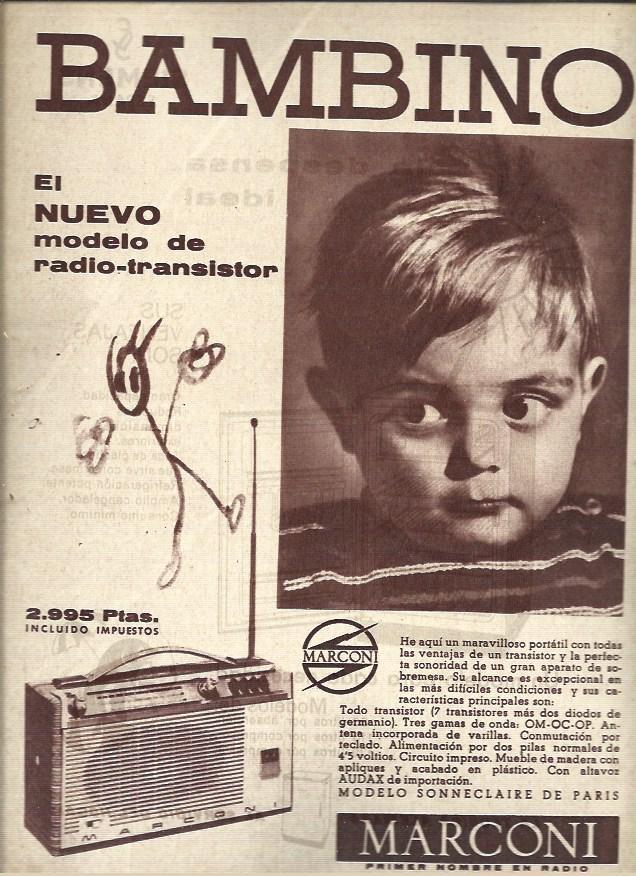 BAMBINO
El
NUEVO
modelo de
radio-transistor
2.995 Ptas.
INCLUIDO IMPUESTOS
MARCONI
He aquí un maravilloso portátil con todas
las ventajas de un transistor y la perfec-
ta sonoridad de un gran aparato de so-
bremesa. Su alcance es excepcional en
las más difíciles condiciones y sus ca-
racterísticas principales son:
Todo transistor (7 transistores más dos diodos de
germanio). Tres gamas de onda: OM-OC-OP. An-
tena incorporada de varillas. Conmutación por
teclado. Alimentación por dos pilas normales de
4'5 voltios. Circuito impreso. Mueble de madera con
apliques y acabado en plástico. Con altavoz
AUDAX de importación.
MODELO SONNECLAIRE DE PARIS
MARCONI
MARCONI
PRIMER NOMBRE EN RADIO